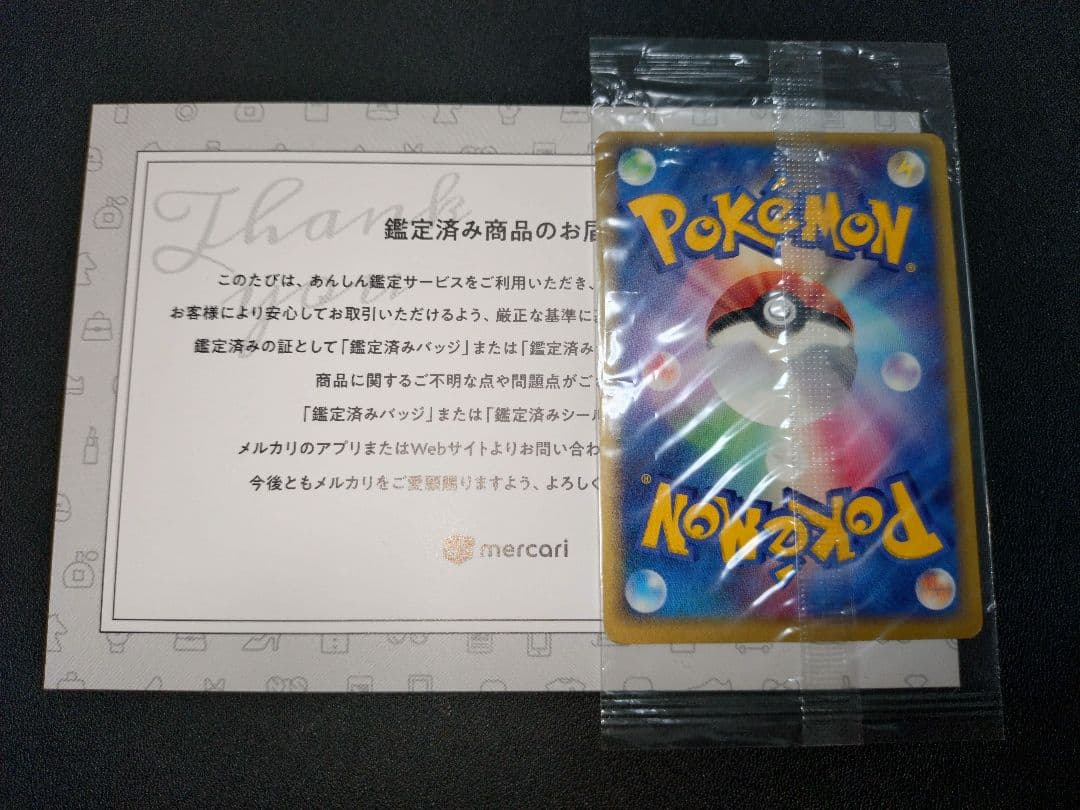 Thank
you
鑑定済み商品のお届
このたびは、あんしん鑑定サービスをご利用いただき、
お客様により安心してお取引いただけるよう、厳正な基準に
鑑定済みの証として「鑑定済みバッジ」または「鑑定済み
商品に関するご不明な点や問題点がご
「鑑定済みバッジ」または「鑑定済みシール
メルカリのアプリまたはWebサイトよりお問い合わ
今後ともメルカリをご愛顧賜りますよう、よろしく
mercari
POKéMON®
POKéMON®